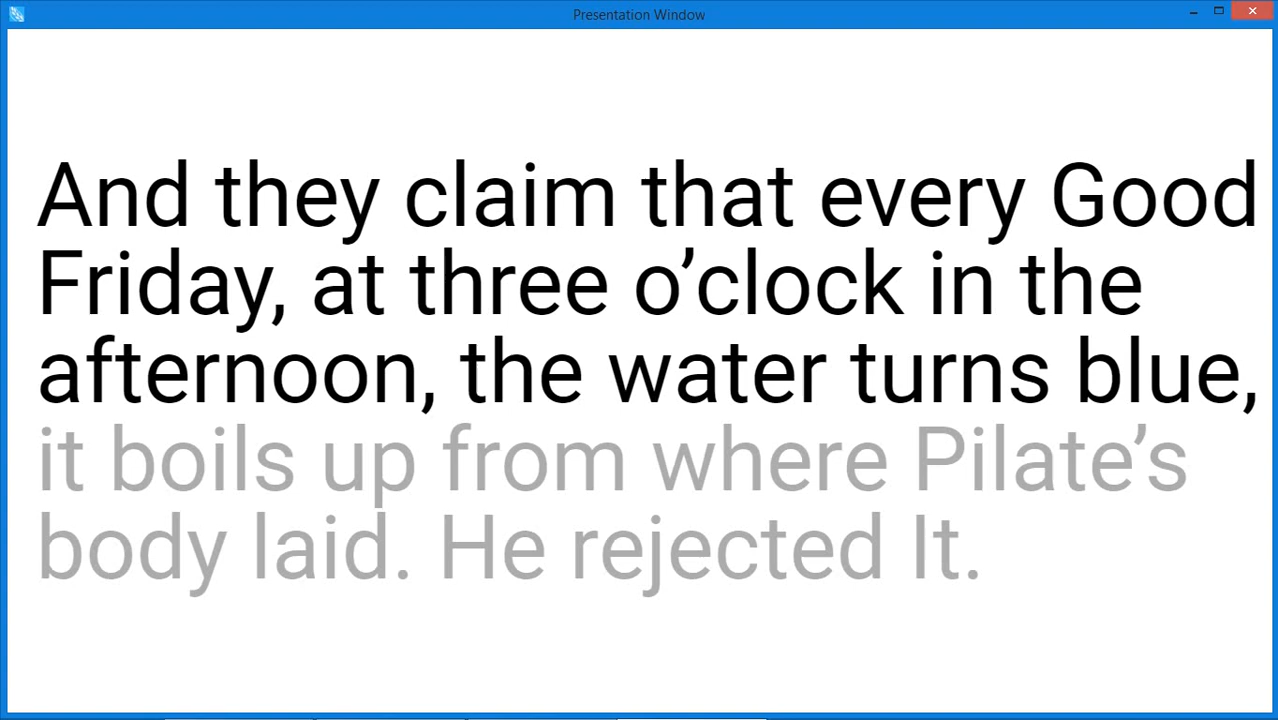 Presentation Window
And they claim that every Good
Friday, at three o’clock in the
afternoon, the water turns blue,
it boils up from where Pilate’s
body laid. He rejected It.